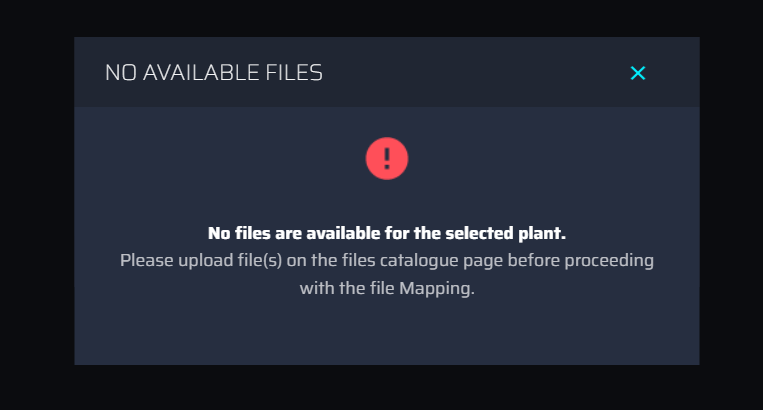 NO AVAILABLE FILES
No files are available for the selected plant.
Please upload file(s) on the files catalogue page before proceeding
with the file Mapping.